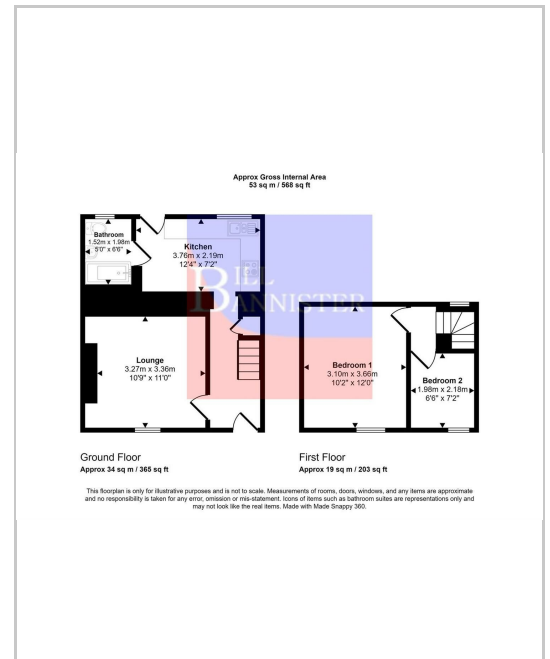 Approx Gross Internal Area
53 sq m / 568 sq ft
Bathroom
1.52m x 1.98m
5'0" x 6'6"
Kitchen
3.76m x 2.19m
12'4" x 7'2"
BILL
BANNISTER
Lounge
3.27m x 3.36m
10'9" x 11'0"
Bedroom 1
3.10m x 3.66m
10'2" x 12'0"
Bedroom 2
1.98m x 2.18m
6'6" x 7'2"
Ground Floor
Approx 34 sq m / 365 sq ft
First Floor
Approx 19 sq m / 203 sq ft
This floorplan is only for illustrative purposes and is not to scale. Measurements of rooms, doors, windows, and any items are approximate
and no responsibility is taken for any error, omission or mis-statement. Icons of items such as bathroom suites are representations only and
may not look like the real items. Made with Made Snappy 360.